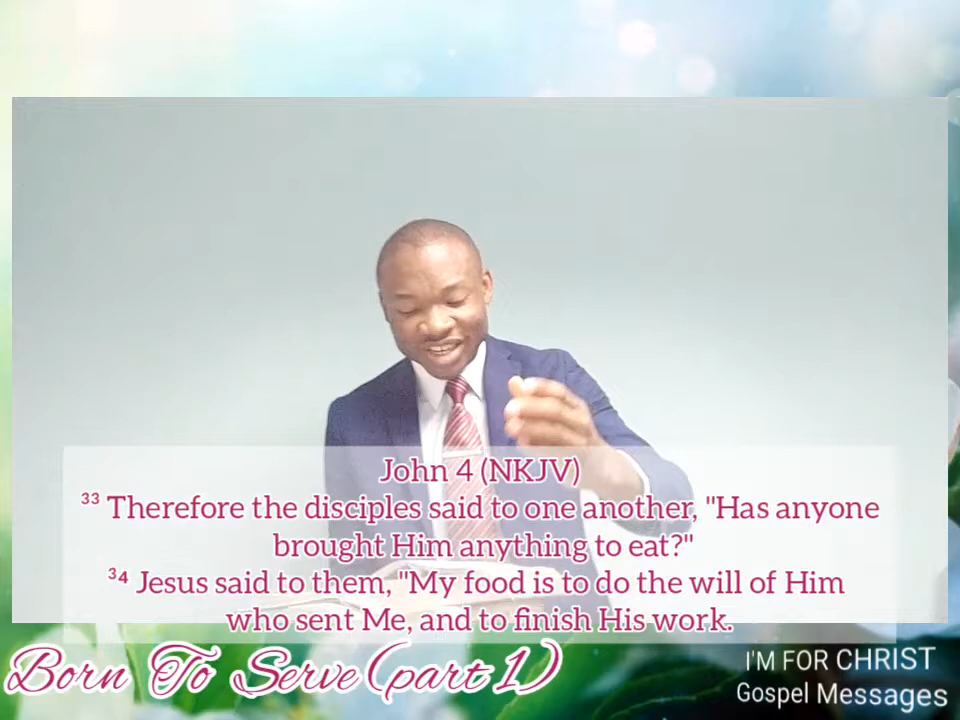 John 4 (NKJV)
³³ Therefore the disciples said to one another, "Has anyone
brought Him anything to eat?"
³⁴ Jesus said to them, "My food is to do the will of Him
who sent Me, and to finish His work.
Born To Serve (part 1)
I'M FOR CHRIST
Gospel Messages